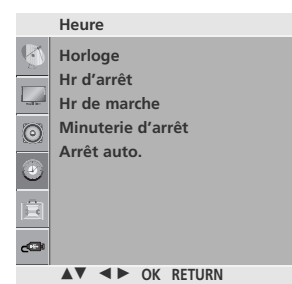 Heure
Horloge
Hr d'arrêt
Hr de marche
Minuterie d'arrêt
Arrêt auto.
▲▼ ◄► OK RETURN